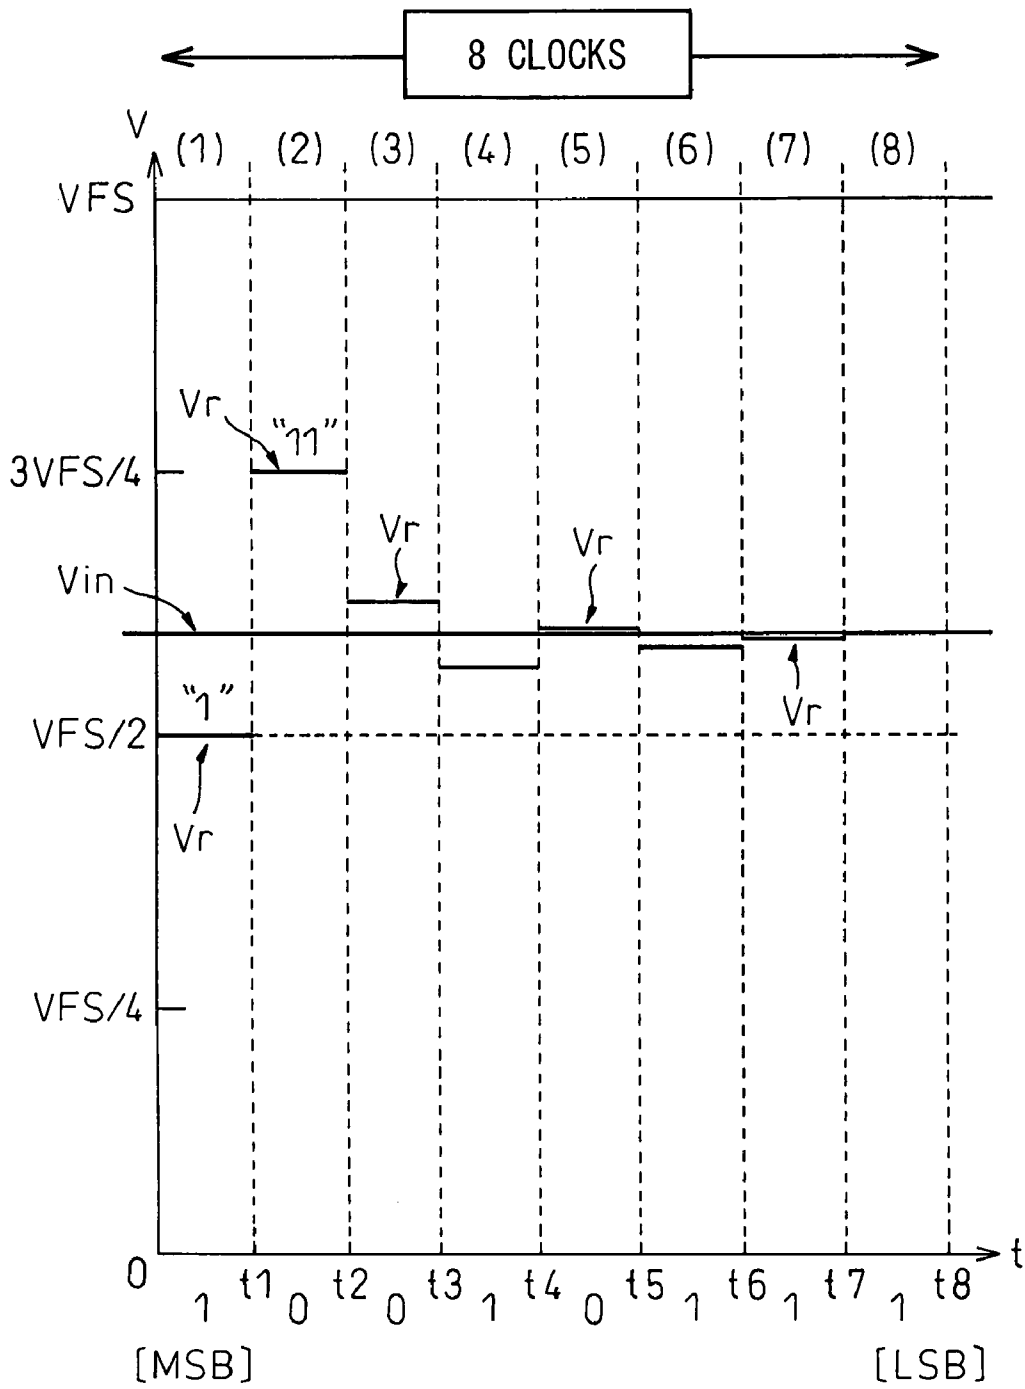 8 CLOCKS
V
(1) (2) (3) (4) (5) (6) (7) (8)
VFS
Vr
"11"
3VFS/4
Vr
Vr
Vin
"1"
Vr
VFS/2
Vr
VFS/4
0 t1 t2 t3 t4 t5 t6 t7 t8 t
1 0 0 1 0 1 1 1
[MSB] [LSB]